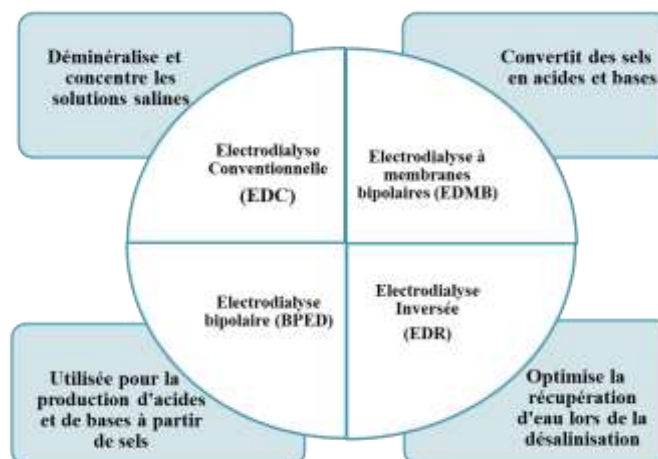 Déminéralise et
concentre les
solutions salines
Convertit des sels
en acides et bases
Electrodialyse
Conventionnelle
(EDC)
Electrodialyse à
membranes
bipolaires (EDMB)
Electrodialyse
bipolaire (BPED)
Electrodialyse
Inversée
(EDR)
Utilisée pour la
production d'acides
et de bases à partir
de sels
Optimise la
récupération
d'eau lors de la
désalinisation